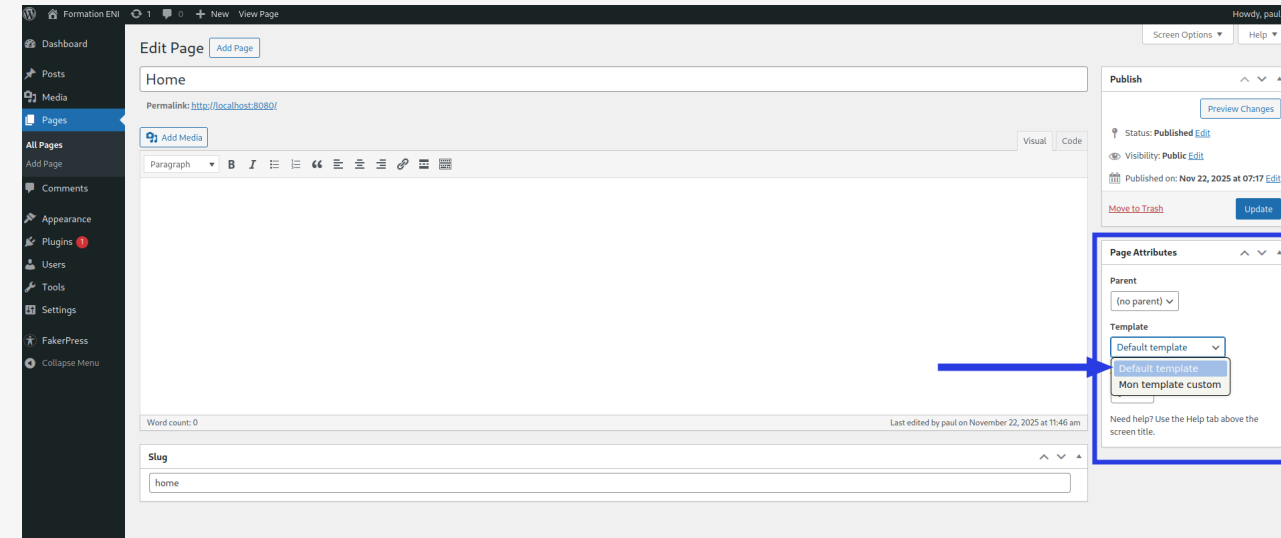 Formation ENI 1 0 New View Page Howdy, paul
Screen Options Help
Dashboard
Posts
Media
Pages
All Pages
Add Page
Comments
Appearance
Plugins 1
Users
Tools
Settings
FakerPress
Collapse Menu
Edit Page Add Page
Home
Permalink: http://localhost:8080/
Add Media
Visual Code
Paragraph B I
Word count: 0 Last edited by paul on November 22, 2025 at 11:46 am
Slug
home
Publish
Preview Changes
Status: Published Edit
Visibility: Public Edit
Published on: Nov 22, 2025 at 07:17 Edit
Move to Trash Update
Page Attributes
Parent
(no parent)
Template
Default template
Default template
Mon template custom
Need help? Use the Help tab above the
screen title.